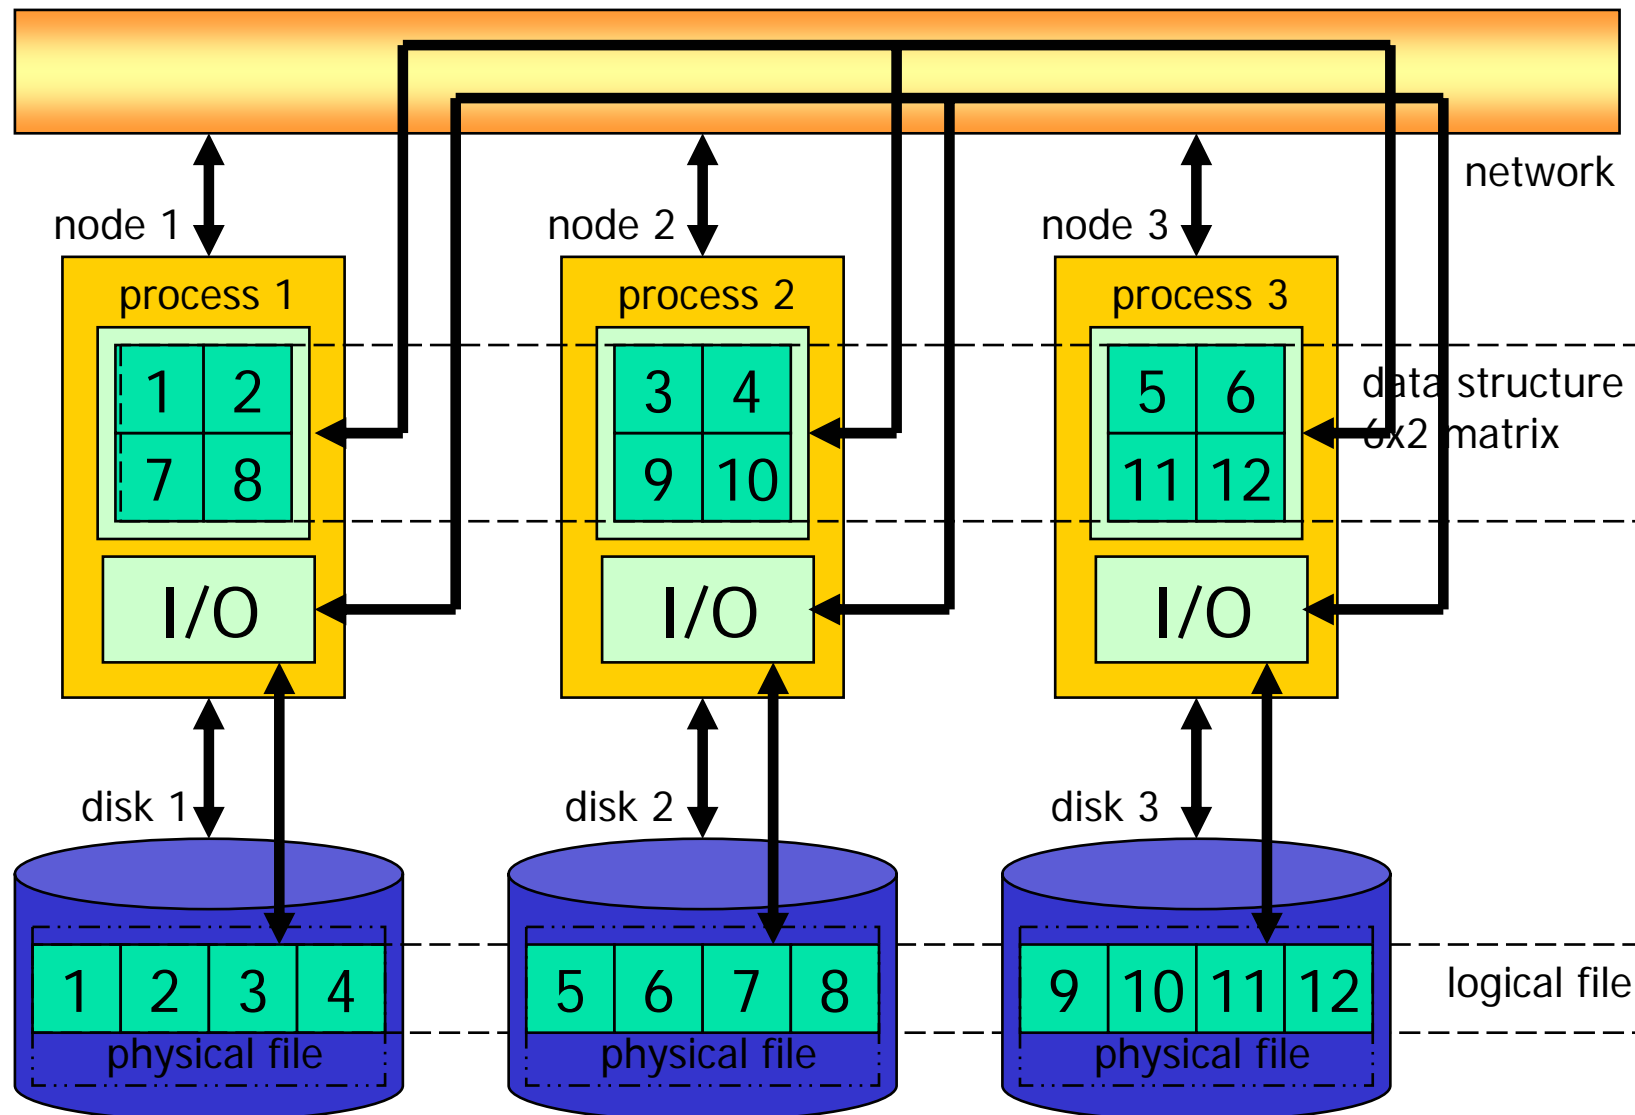 network
node 1
node 2
node 3
process 1
process 2
process 3
1 2
3 4
5 6
data structure
6x2 matrix
7 8
9 10
11 12
I/O
I/O
I/O
disk 1
disk 2
disk 3
1 2 3 4
5 6 7 8
9 10 11 12
logical file
physical file
physical file
physical file